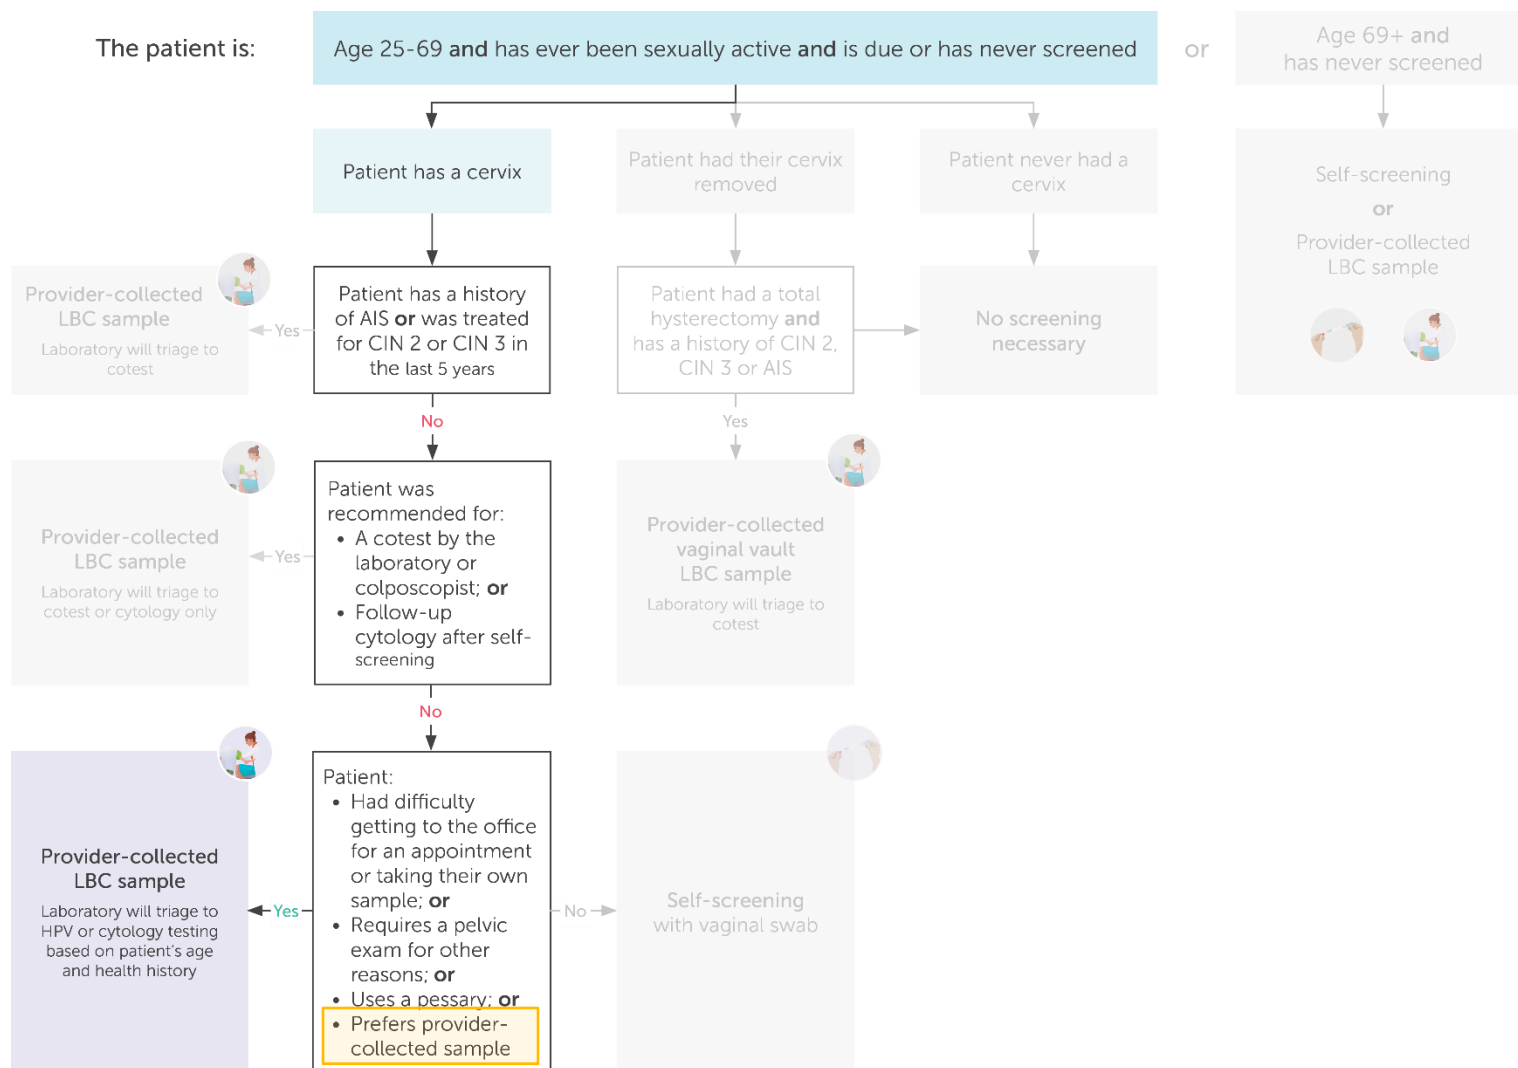 The patient is:
Age 25-69 and has ever been sexually active and is due or has never screened
or
Age 69+ and
has never screened
Patient has a cervix
Patient had their cervix
removed
Patient never had a
cervix
Self-screening
or
Provider-collected
LBC sample
Provider-collected
LBC sample
Laboratory will triage to
cotest
Yes
Patient has a history
of AIS or was treated
for CIN 2 or CIN 3 in
the last 5 years
Patient had a total
hysterectomy and
has a history of CIN 2,
CIN 3 or AIS
No screening
necessary
No
Yes
Provider-collected
LBC sample
Laboratory will triage to
cotest or cytology only
Yes
Patient was
recommended for:
• A cotest by the
laboratory or
colposcopist; or
• Follow-up
cytology after self-
screening
Provider-collected
vaginal vault
LBC sample
Laboratory will triage to
cotest
No
Provider-collected
LBC sample
Laboratory will triage to
HPV or cytology testing
based on patient's age
and health history
Yes
Patient:
• Had difficulty
getting to the office
for an appointment
or taking their own
sample; or
• Requires a pelvic
exam for other
reasons; or
• Uses a pessary; or
• Prefers provider-
collected sample
No
Self-screening
with vaginal swab